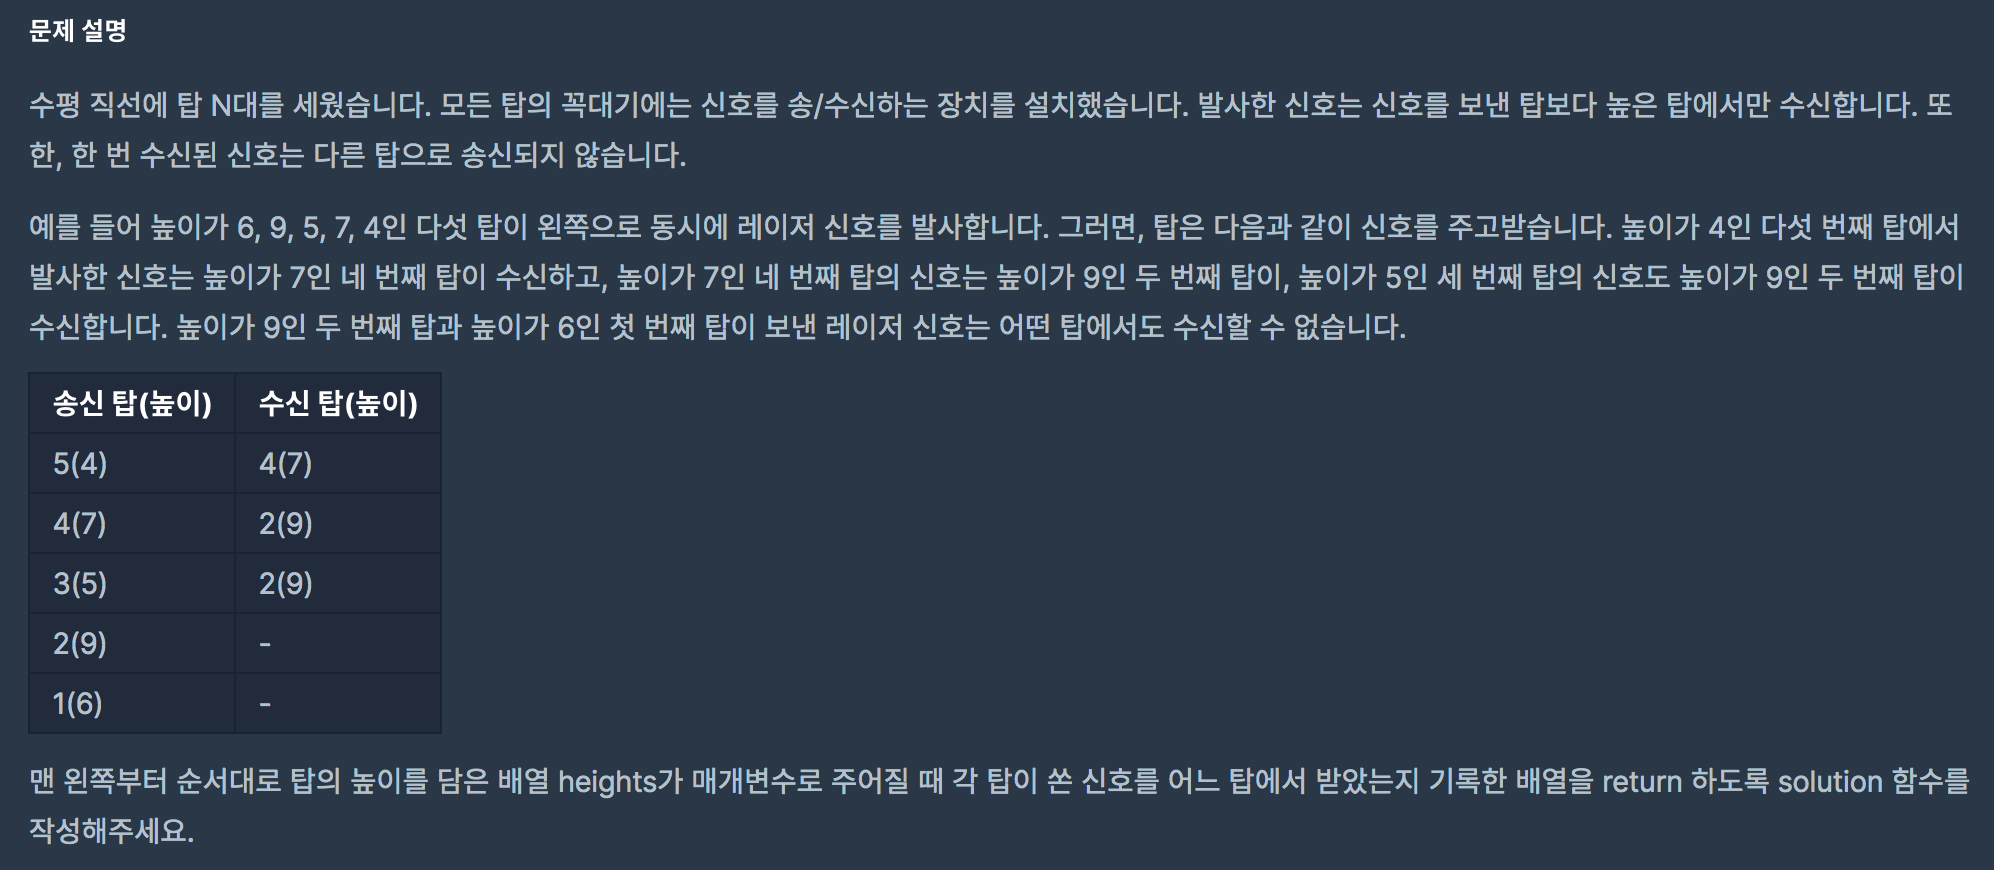 문제 설명
수평 직선에 탑 N대를 세웠습니다. 모든 탑의 꼭대기에는 신호를 송/수신하는 장치를 설치했습니다. 발사한 신호는 신호를 보낸 탑보다 높은 탑에서만 수신합니다. 또
한, 한 번 수신된 신호는 다른 탑으로 송신되지 않습니다.
예를 들어 높이가 6, 9, 5, 7, 4인 다섯 탑이 왼쪽으로 동시에 레이저 신호를 발사합니다. 그러면, 탑은 다음과 같이 신호를 주고받습니다. 높이가 4인 다섯 번째 탑에서
발사한 신호는 높이가 7인 네 번째 탑이 수신하고, 높이가 7인 네 번째 탑의 신호는 높이가 9인 두 번째 탑이, 높이가 5인 세 번째 탑의 신호도 높이가 9인 두 번째 탑이
수신합니다. 높이가 9인 두 번째 탑과 높이가 6인 첫 번째 탑이 보낸 레이저 신호는 어떤 탑에서도 수신할 수 없습니다.
송신 탑(높이) 수신 탑(높이)
5(4) 4(7)
4(7) 2(9)
3(5) 2(9)
2(9) -
1(6) -
맨 왼쪽부터 순서대로 탑의 높이를 담은 배열 heights가 매개변수로 주어질 때 각 탑이 쏜 신호를 어느 탑에서 받았는지 기록한 배열을 return 하도록 solution 함수를
작성해주세요.